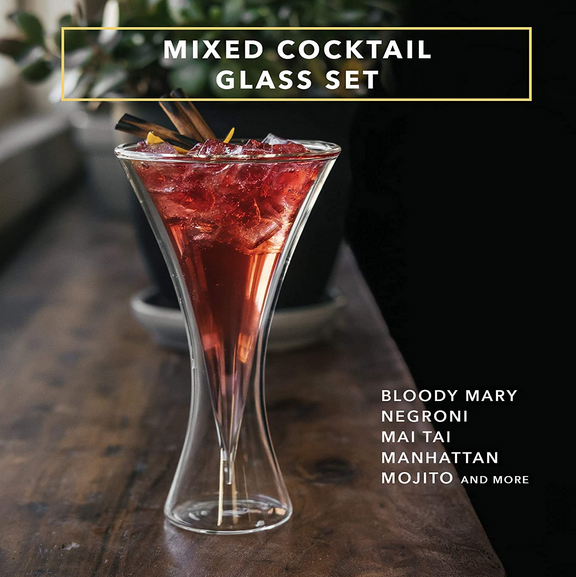 MIXED COCKTAIL
GLASS SET
BLOODY MARY
NEGRONI
MAI TAI
MANHATTAN
MOJITO AND MORE